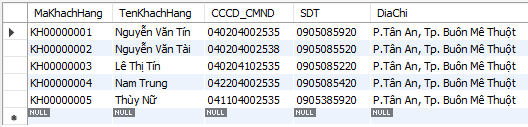 MaKhachHang TenKhachHang CCCD_CMND SDT DiaChi
KH00000001 Nguyễn Văn Tín 040204002535 0905085920 P.Tân An, Tp. Buôn Mê Thuột
KH00000002 Nguyễn Văn Tài 040204002538 0905085520 P.Tân An, Tp. Buôn Mê Thuột
KH00000003 Lê Thị Tín 040204102535 0905085220 P.Tân An, Tp. Buôn Mê Thuột
KH00000004 Nam Trung 042204002535 0905085420 P.Tân An, Tp. Buôn Mê Thuột
KH00000005 Thùy Nữ 041104002535 0905385920 P.Tân An, Tp. Buôn Mê Thuột
NULL NULL NULL NULL NULL